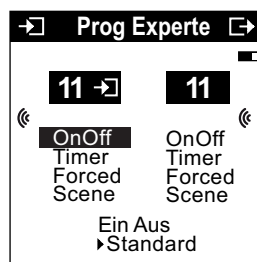 Prog Experte
11 11
OnOff OnOff
Timer Timer
Forced Forced
Scene Scene
Ein Aus
Standard